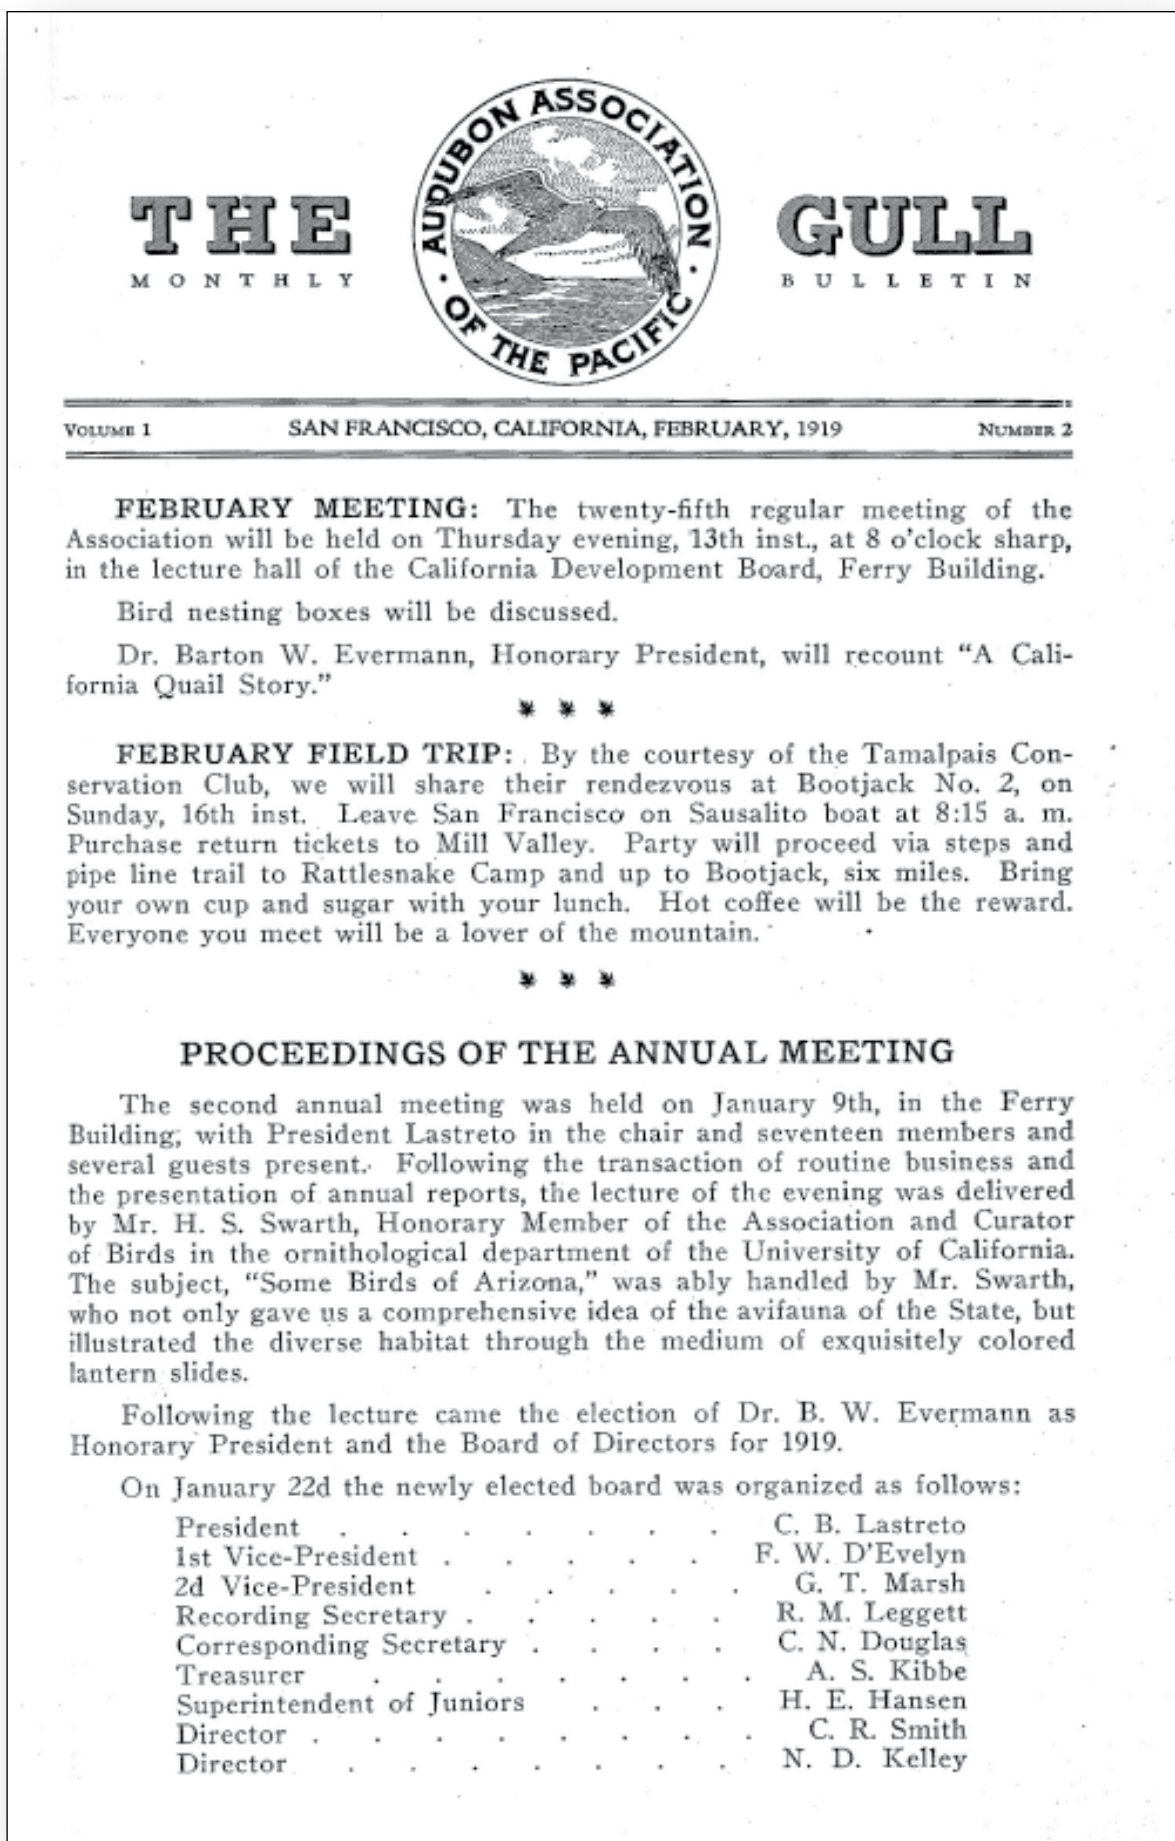 AUDUBON ASSOCIATION
OF THE PACIFIC
THE GULL
MONTHLY BULLETIN
VOLUME 1 SAN FRANCISCO, CALIFORNIA, FEBRUARY, 1919 NUMBER 2
FEBRUARY MEETING: The twenty-fifth regular meeting of the
Association will be held on Thursday evening, 13th inst., at 8 o'clock sharp,
in the lecture hall of the California Development Board, Ferry Building.
Bird nesting boxes will be discussed.
Dr. Barton W. Evermann, Honorary President, will recount “A Cali-
fornia Quail Story.”
FEBRUARY FIELD TRIP: By the courtesy of the Tamalpais Con-
servation Club, we will share their rendezvous at Bootjack No. 2, on
Sunday, 16th inst. Leave San Francisco on Sausalito boat at 8:15 a. m.
Purchase return tickets to Mill Valley. Party will proceed via steps and
pipe line trail to Rattlesnake Camp and up to Bootjack, six miles. Bring
your own cup and sugar with your lunch. Hot coffee will be the reward.
Everyone you meet will be a lover of the mountain.
PROCEEDINGS OF THE ANNUAL MEETING
The second annual meeting was held on January 9th, in the Ferry
Building, with President Lastreto in the chair and seventeen members and
several guests present. Following the transaction of routine business and
the presentation of annual reports, the lecture of the evening was delivered
by Mr. H. S. Swarth, Honorary Member of the Association and Curator
of Birds in the ornithological department of the University of California.
The subject, “Some Birds of Arizona,” was ably handled by Mr. Swarth,
who not only gave us a comprehensive idea of the avifauna of the State, but
illustrated the diverse habitat through the medium of exquisitely colored
lantern slides.
Following the lecture came the election of Dr. B. W. Evermann as
Honorary President and the Board of Directors for 1919.
On January 22d the newly elected board was organized as follows:
President . . . . . . . C. B. Lastreto
1st Vice-President . . . . . F. W. D'Evelyn
2d Vice-President . . . . . G. T. Marsh
Recording Secretary . . . . . R. M. Leggett
Corresponding Secretary . . . . C. N. Douglas
Treasurer . . . . . . . A. S. Kibbe
Superintendent of Juniors . . . H. E. Hansen
Director . . . . . . . . C. R. Smith
Director . . . . . . . N. D. Kelley